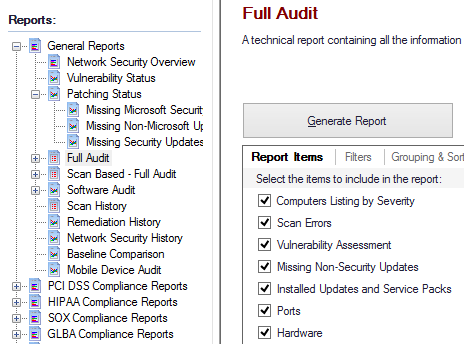 Reports:
General Reports
Network Security Overview
Vulnerability Status
Patching Status
Missing Microsoft Securit
Missing Non-Microsoft Up
Missing Security Updates
Full Audit
Scan Based - Full Audit
Software Audit
Scan History
Remediation History
Network Security History
Baseline Comparison
Mobile Device Audit
PCI DSS Compliance Reports
HIPAA Compliance Reports
SOX Compliance Reports
GLBA Compliance Reports
Full Audit
A technical report containing all the information
Generate Report
Report Items Filters Grouping & Sort
Select the items to include in the report:
Computers Listing by Severity
Scan Errors
Vulnerability Assessment
Missing Non-Security Updates
Installed Updates and Service Packs
Ports
Hardware